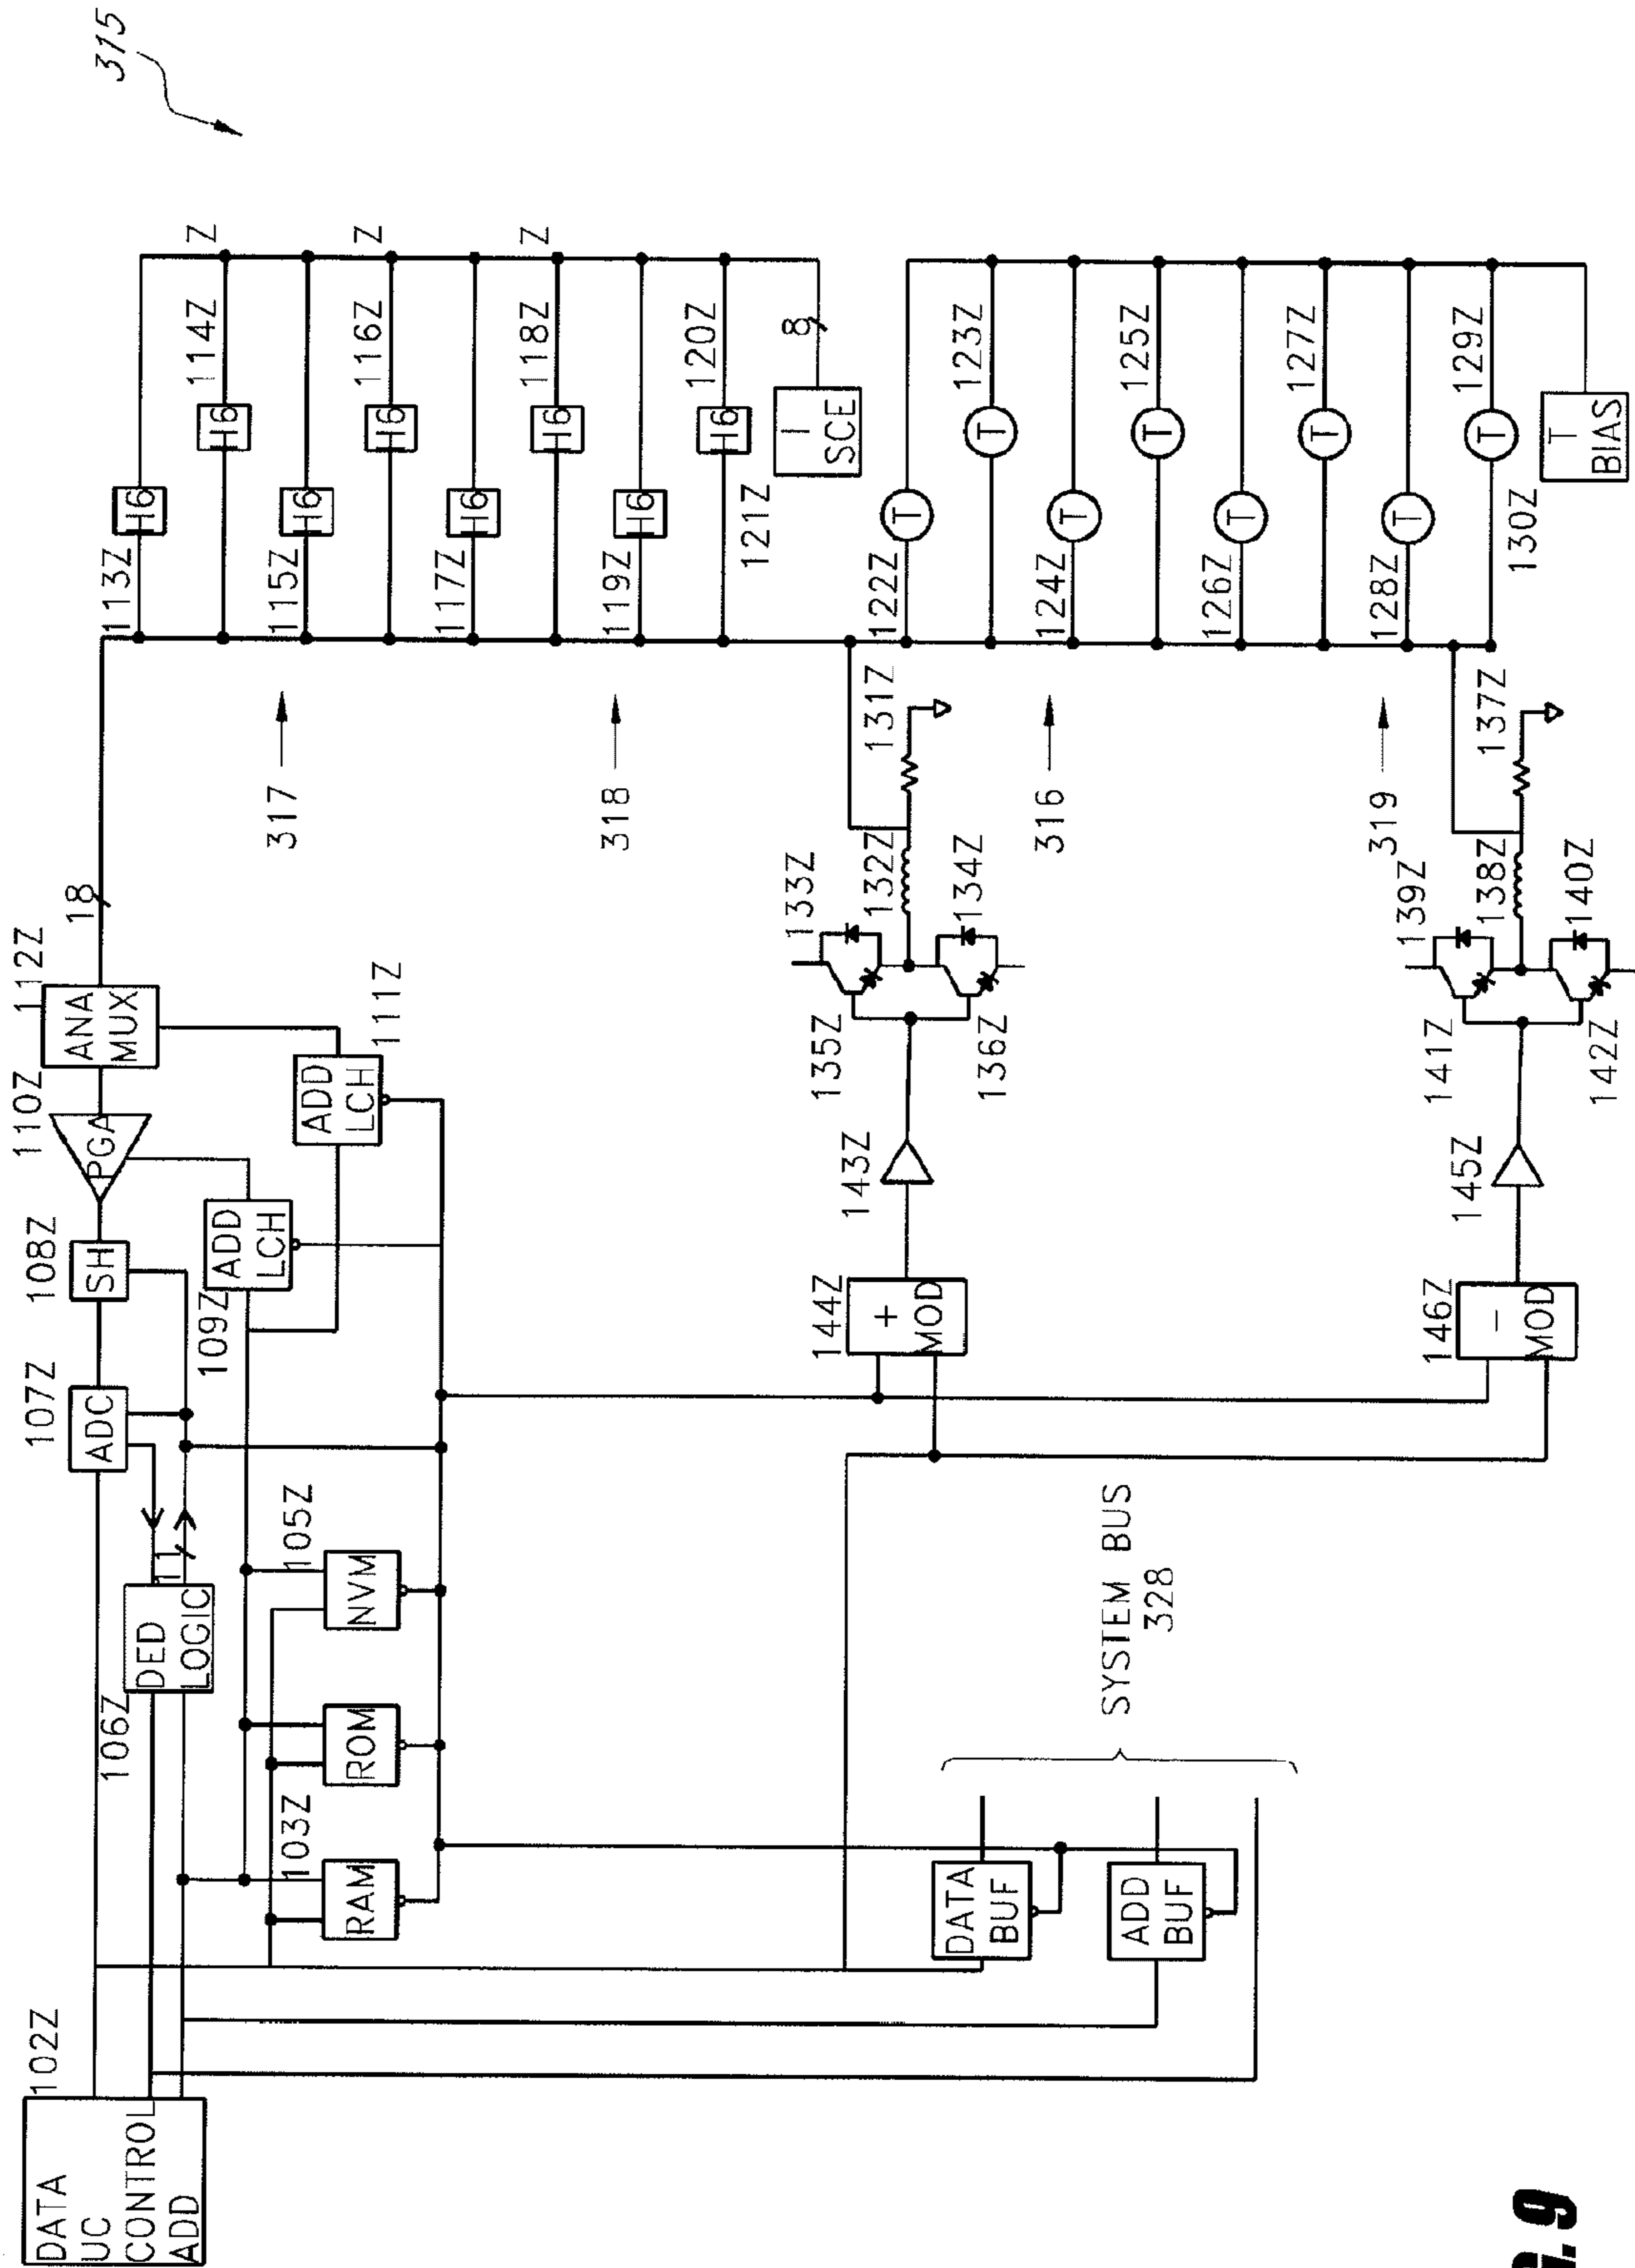 315
102Z
DATA
UC
CONTROL
ADD
106Z
DED
LOGIC
11
107Z
ADC
108Z
SH
110Z
PGA
112Z
ANA
MUX
18
109Z
ADD
LCH
111Z
ADD
LCH
103Z
RAM
ROM
105Z
NVM
113Z
114Z
Z
115Z
116Z
Z
117Z
118Z
Z
119Z
120Z
121Z
I
SCE
8
317
318
122Z
T
123Z
T
124Z
T
125Z
T
126Z
T
127Z
T
128Z
T
129Z
T
130Z
T
BIAS
316
319
131Z
132Z
133Z
134Z
135Z
136Z
143Z
144Z
+
MOD
137Z
138Z
139Z
140Z
141Z
142Z
145Z
146Z
-
MOD
DATA
BUF
ADD
BUF
SYSTEM BUS
328
G. 9